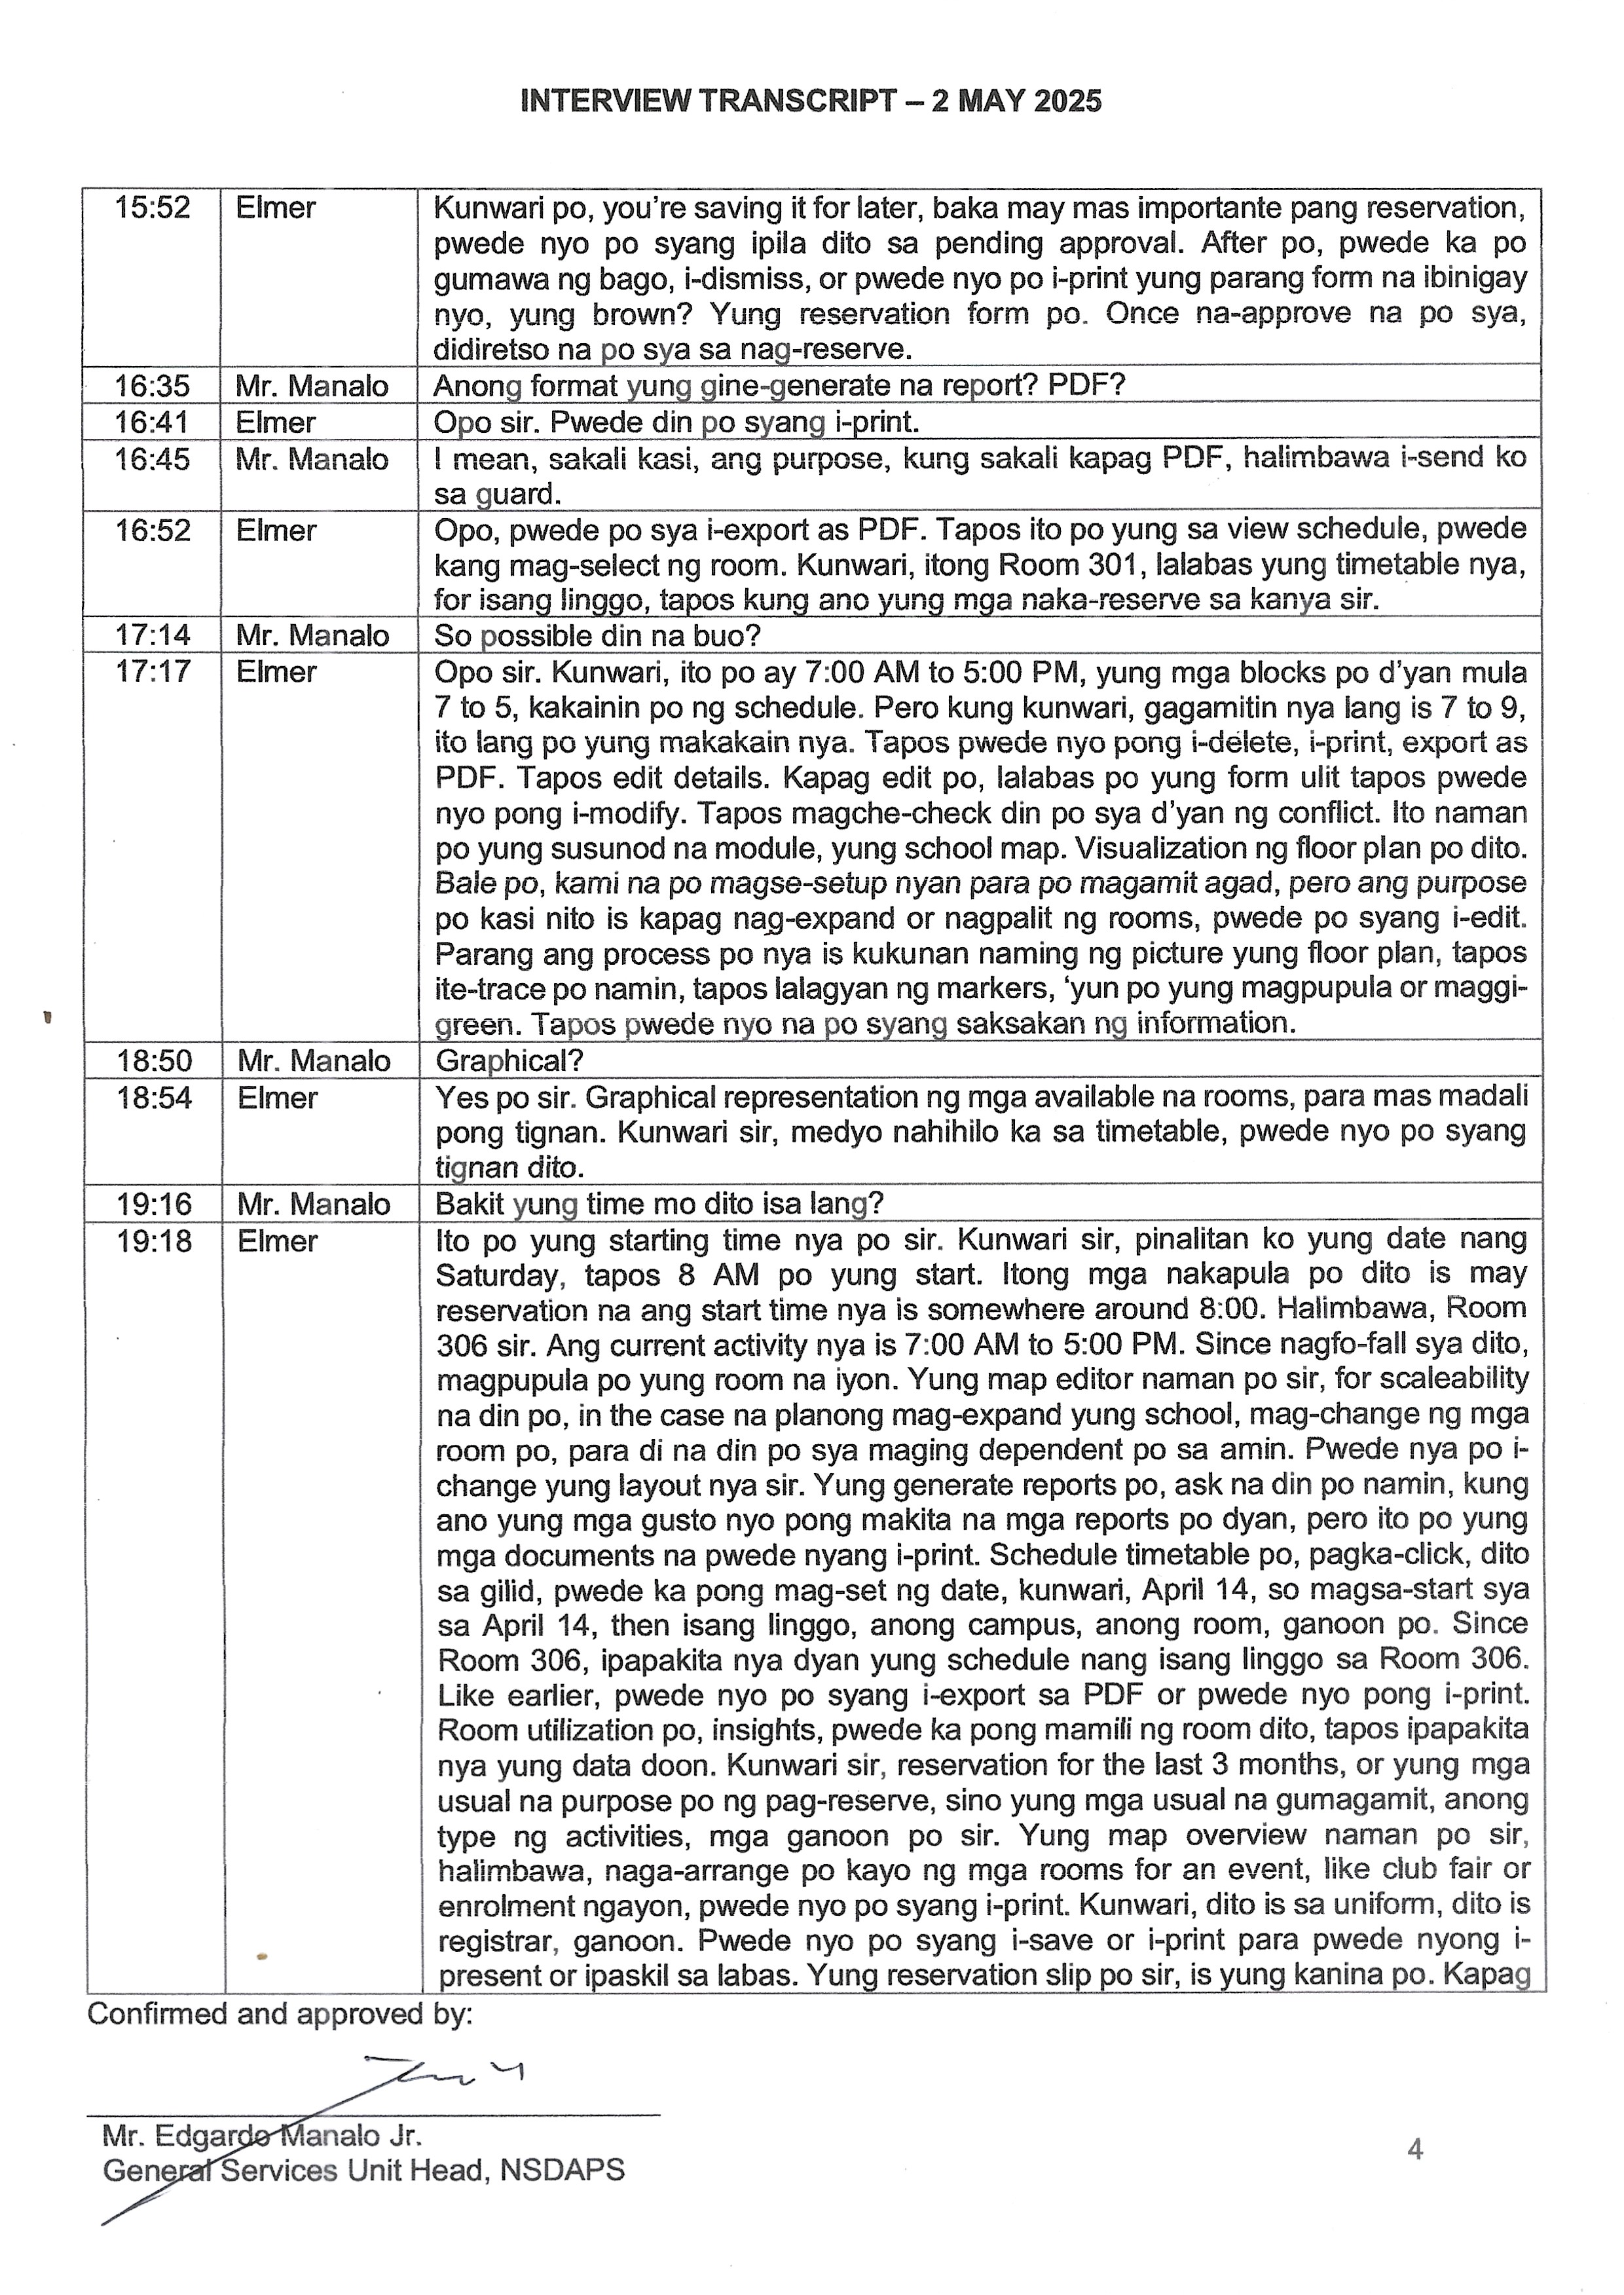 INTERVIEW TRANSCRIPT – 2 MAY 2025
15:52 Elmer Kunwari po, you're saving it for later, baka may mas importante pang reservation,
pwede nyo po syang ipila dito sa pending approval. After po, pwede ka po
gumawa ng bago, i-dismiss, or pwede nyo po i-print yung parang form na ibinigay
nyo, yung brown? Yung reservation form po. Once na-approve na po sya,
didiretso na po sya sa nag-reserve.
16:35 Mr. Manalo Anong format yung gine-generate na report? PDF?
16:41 Elmer Opo sir. Pwede din po syang i-print.
16:45 Mr. Manalo I mean, sakali kasi, ang purpose, kung sakali kapag PDF, halimbawa i-send ko
sa guard.
16:52 Elmer Opo, pwede po sya i-export as PDF. Tapos ito po yung sa view schedule, pwede
kang mag-select ng room. Kunwari, itong Room 301, lalabas yung timetable nya,
for isang linggo, tapos kung ano yung mga naka-reserve sa kanya sir.
17:14 Mr. Manalo So possible din na buo?
17:17 Elmer Opo sir. Kunwari, ito po ay 7:00 AM to 5:00 PM, yung mga blocks po d'yan mula
7 to 5, kakainin po ng schedule. Pero kung kunwari, gagamitin nya lang is 7 to 9,
ito lang po yung makakain nya. Tapos pwede nyo pong i-delete, i-print, export as
PDF. Tapos edit details. Kapag edit po, lalabas po yung form ulit tapos pwede
nyo pong i-modify. Tapos magche-check din po sya d'yan ng conflict. Ito naman
po yung susunod na module, yung school map. Visualization ng floor plan po dito.
Bale po, kami na po magse-setup nyan para po magamit agad, pero ang purpose
po kasi nito is kapag nag-expand or nagpalit ng rooms, pwede po syang i-edit.
Parang ang process po nya is kukunan naming ng picture yung floor plan, tapos
ite-trace po namin, tapos lalagyan ng markers, 'yun po yung magpupula or maggi-
green. Tapos pwede nyo na po syang saksakan ng information.
18:50 Mr. Manalo Graphical?
18:54 Elmer Yes po sir. Graphical representation ng mga available na rooms, para mas madali
pong tignan. Kunwari sir, medyo nahihilo ka sa timetable, pwede nyo po syang
tignan dito.
19:16 Mr. Manalo Bakit yung time mo dito isa lang?
19:18 Elmer Ito po yung starting time nya po sir. Kunwari sir, pinalitan ko yung date nang
Saturday, tapos 8 AM po yung start. Itong mga nakapula po dito is may
reservation na ang start time nya is somewhere around 8:00. Halimbawa, Room
306 sir. Ang current activity nya is 7:00 AM to 5:00 PM. Since nagfo-fall sya dito,
magpupula po yung room na iyon. Yung map editor naman po sir, for scaleability
na din po, in the case na planong mag-expand yung school, mag-change ng mga
room po, para di na din po sya maging dependent po sa amin. Pwede nya po i-
change yung layout nya sir. Yung generate reports po, ask na din po namin, kung
ano yung mga gusto nyo pong makita na mga reports po dyan, pero ito po yung
mga documents na pwede nyang i-print. Schedule timetable po, pagka-click, dito
sa gilid, pwede ka pong mag-set ng date, kunwari, April 14, so magsa-start sya
sa April 14, then isang linggo, anong campus, anong room, ganoon po. Since
Room 306, ipapakita nya dyan yung schedule nang isang linggo sa Room 306.
Like earlier, pwede nyo po syang i-export sa PDF or pwede nyo pong i-print.
Room utilization po, insights, pwede ka pong mamili ng room dito, tapos ipapakita
nya yung data doon. Kunwari sir, reservation for the last 3 months, or yung mga
usual na purpose po ng pag-reserve, sino yung mga usual na gumagamit, anong
type ng activities, mga ganoon po sir. Yung map overview naman po sir,
halimbawa, naga-arrange po kayo ng mga rooms for an event, like club fair or
enrolment ngayon, pwede nyo po syang i-print. Kunwari, dito is sa uniform, dito is
registrar, ganoon. Pwede nyo po syang i-save or i-print para pwede nyong i-
present or ipaskil sa labas. Yung reservation slip po sir, is yung kanina po. Kapag
Confirmed and approved by:
Mr. Edgardo Manalo Jr.
General Services Unit Head, NSDAPS
4